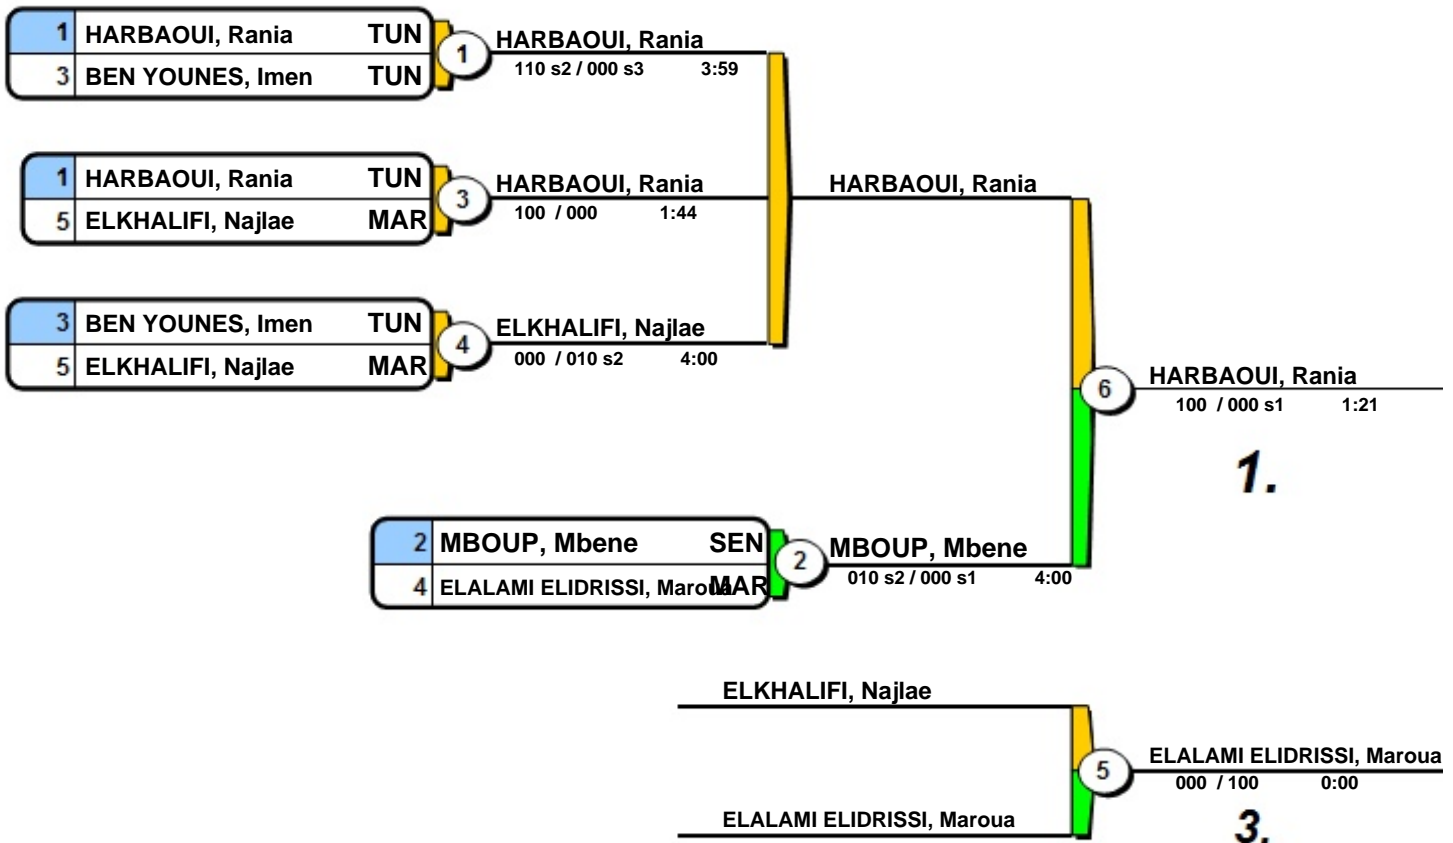 1 HARBAOUI, Rania TUN
3 BEN YOUNES, Imen TUN
1 HARBAOUI, Rania
110 s2 / 000 s3 3:59
1 HARBAOUI, Rania TUN
5 ELKHALIFI, Najlae MAR
3 HARBAOUI, Rania
100 / 000 1:44
HARBAOUI, Rania
3 BEN YOUNES, Imen TUN
5 ELKHALIFI, Najlae MAR
4 ELKHALIFI, Najlae
000 / 010 s2 4:00
6 HARBAOUI, Rania
100 / 000 s1 1:21
1.
2 MBOUP, Mbene SEN
4 ELALAMI ELIDRISSI, Maroua MAR
2 MBOUP, Mbene
010 s2 / 000 s1 4:00
ELKHALIFI, Najlae
5 ELALAMI ELIDRISSI, Maroua
000 / 100 0:00
ELALAMI ELIDRISSI, Maroua
3.